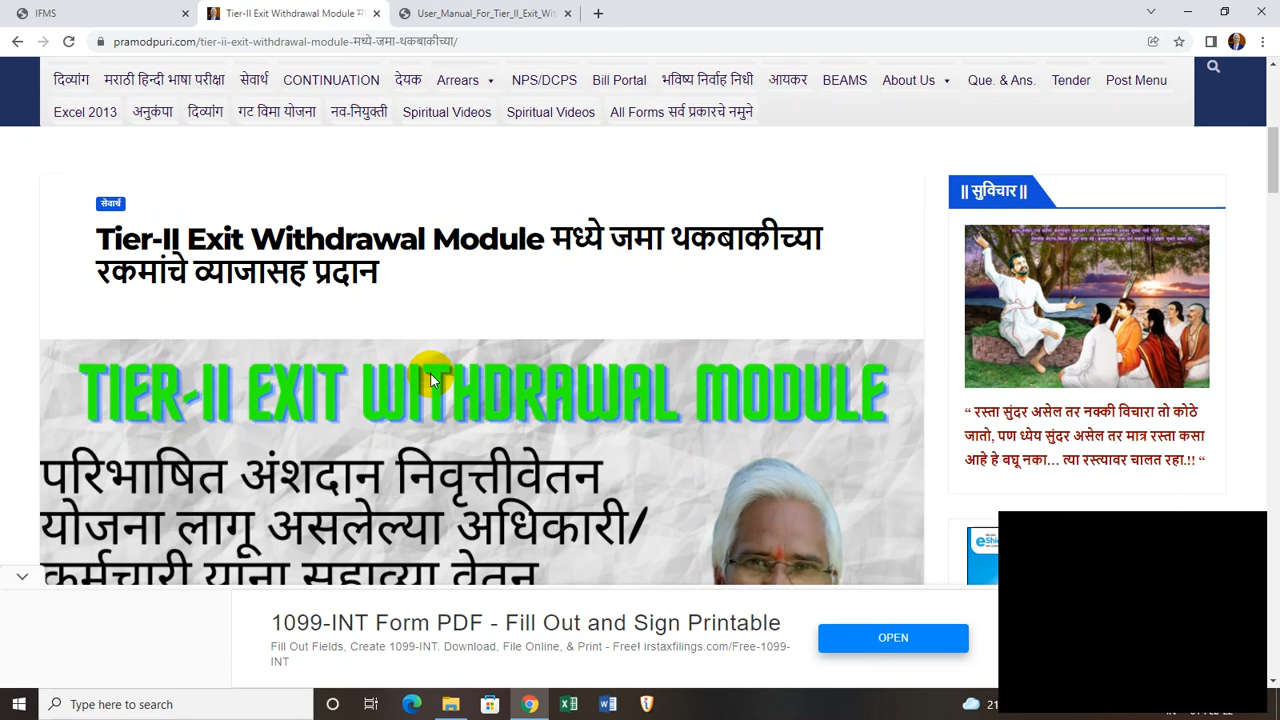 IFMS
Tier-II Exit Withdrawal Module म
User_Manual_For_Tier_II_Exit_Wit
pramodpuri.com/tier-ii-exit-withdrawal-module-मध्ये-जमा-थकबाकीच्या/
दिव्यांग मराठी हिन्दी भाषा परीक्षा सेवार्थ CONTINUATION देयक Arrears NPS/DCPS Bill Portal भविष्य निर्वाह निधी आयकर BEAMS About Us Que. & Ans. Tender Post Menu
Excel 2013 अनुकंपा दिव्यांग गट विमा योजना नव-नियुक्ती Spiritual Videos Spiritual Videos All Forms सर्व प्रकारचे नमुने
सेवार्थ
Tier-II Exit Withdrawal Module मध्ये जमा थकबाकीच्या
रकमांचे व्याजासह प्रदान
TIER-II EXIT WITHDRAWAL MODULE
परिभाषित अंशदान निवृत्तीवेतन
योजना लागू असलेल्या अधिकारी/
कर्मचारी यांना सहाव्या वेतन
|| सुविचार ||
“ रस्ता सुंदर असेल तर नक्की विचारा तो कोठे
जातो, पण ध्येय सुंदर असेल तर मात्र रस्ता कसा
आहे हे बघू नका… त्या रस्त्यावर चालत रहा.!! “
1099-INT Form PDF - Fill Out and Sign Printable
Fill Out Fields, Create 1099-INT. Download, File Online, & Print - Free! irstaxfilings.com/Free-1099-
INT
OPEN
Type here to search
21